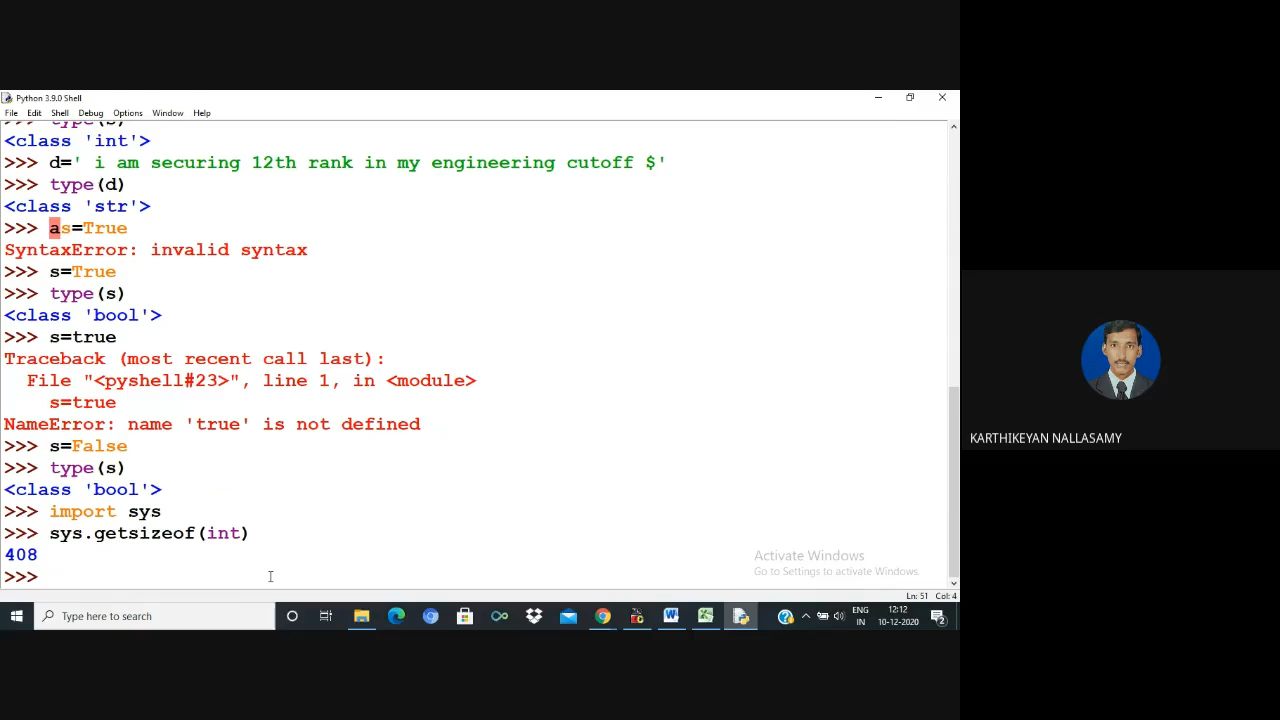 Python 3.9.0 Shell
File Edit Shell Debug Options Window Help
>>> type(s)
<class 'int'>
>>> d=' i am securing 12th rank in my engineering cutoff $'
>>> type(d)
<class 'str'>
>>> as=True
SyntaxError: invalid syntax
>>> s=True
>>> type(s)
<class 'bool'>
>>> s=true
Traceback (most recent call last):
  File "<pyshell#23>", line 1, in <module>
    s=true
NameError: name 'true' is not defined
>>> s=False
>>> type(s)
<class 'bool'>
>>> import sys
>>> sys.getsizeof(int)
408
>>>
Activate Windows
Go to Settings to activate Windows.
Ln: 51 Col: 4
Type here to search
ENG
IN
12:12
10-12-2020
2
KARTHIKEYAN NALLASAMY